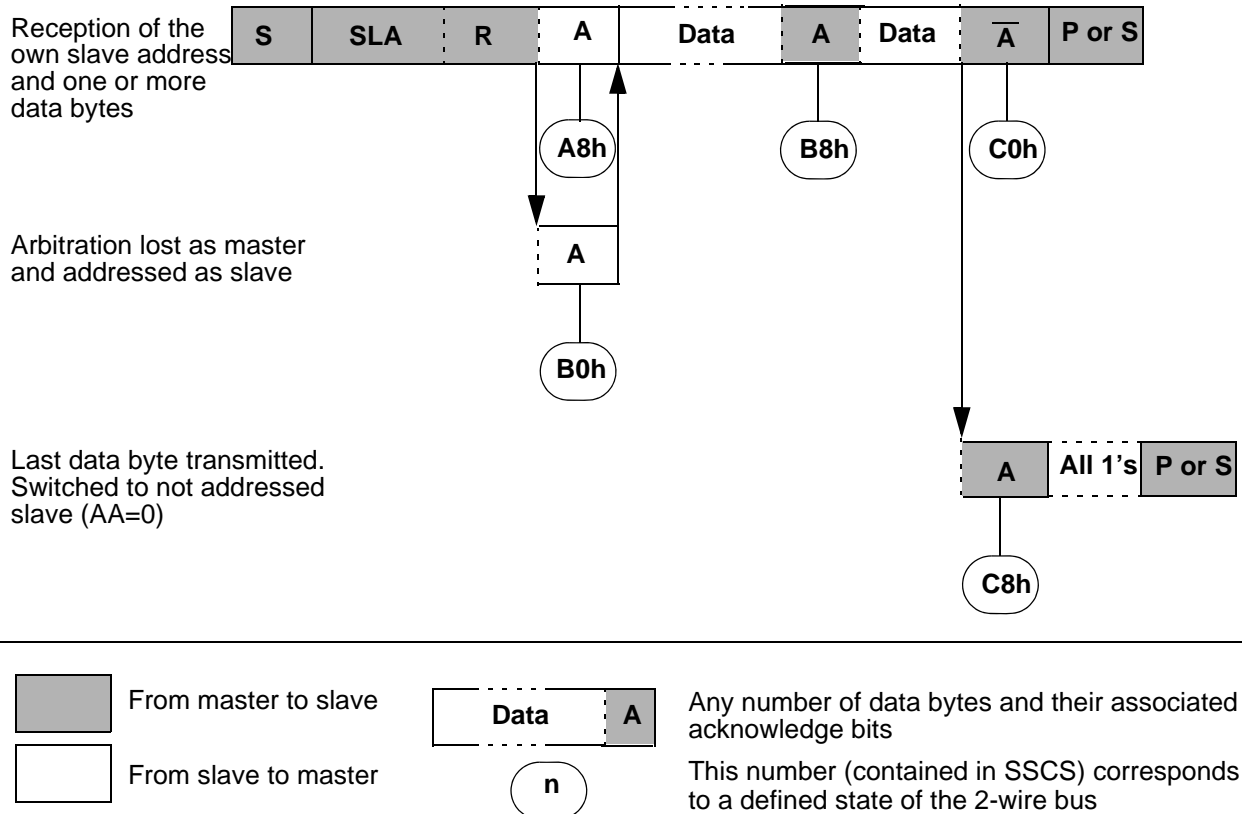 Reception of the
own slave address
and one or more
data bytes
S SLA R A Data A Data A̅ P or S
A8h B8h C0h
Arbitration lost as master
and addressed as slave
A
B0h
Last data byte transmitted.
Switched to not addressed
slave (AA=0)
A All 1's P or S
C8h
From master to slave
From slave to master
Data A
n
Any number of data bytes and their associated
acknowledge bits
This number (contained in SSCS) corresponds
to a defined state of the 2-wire bus